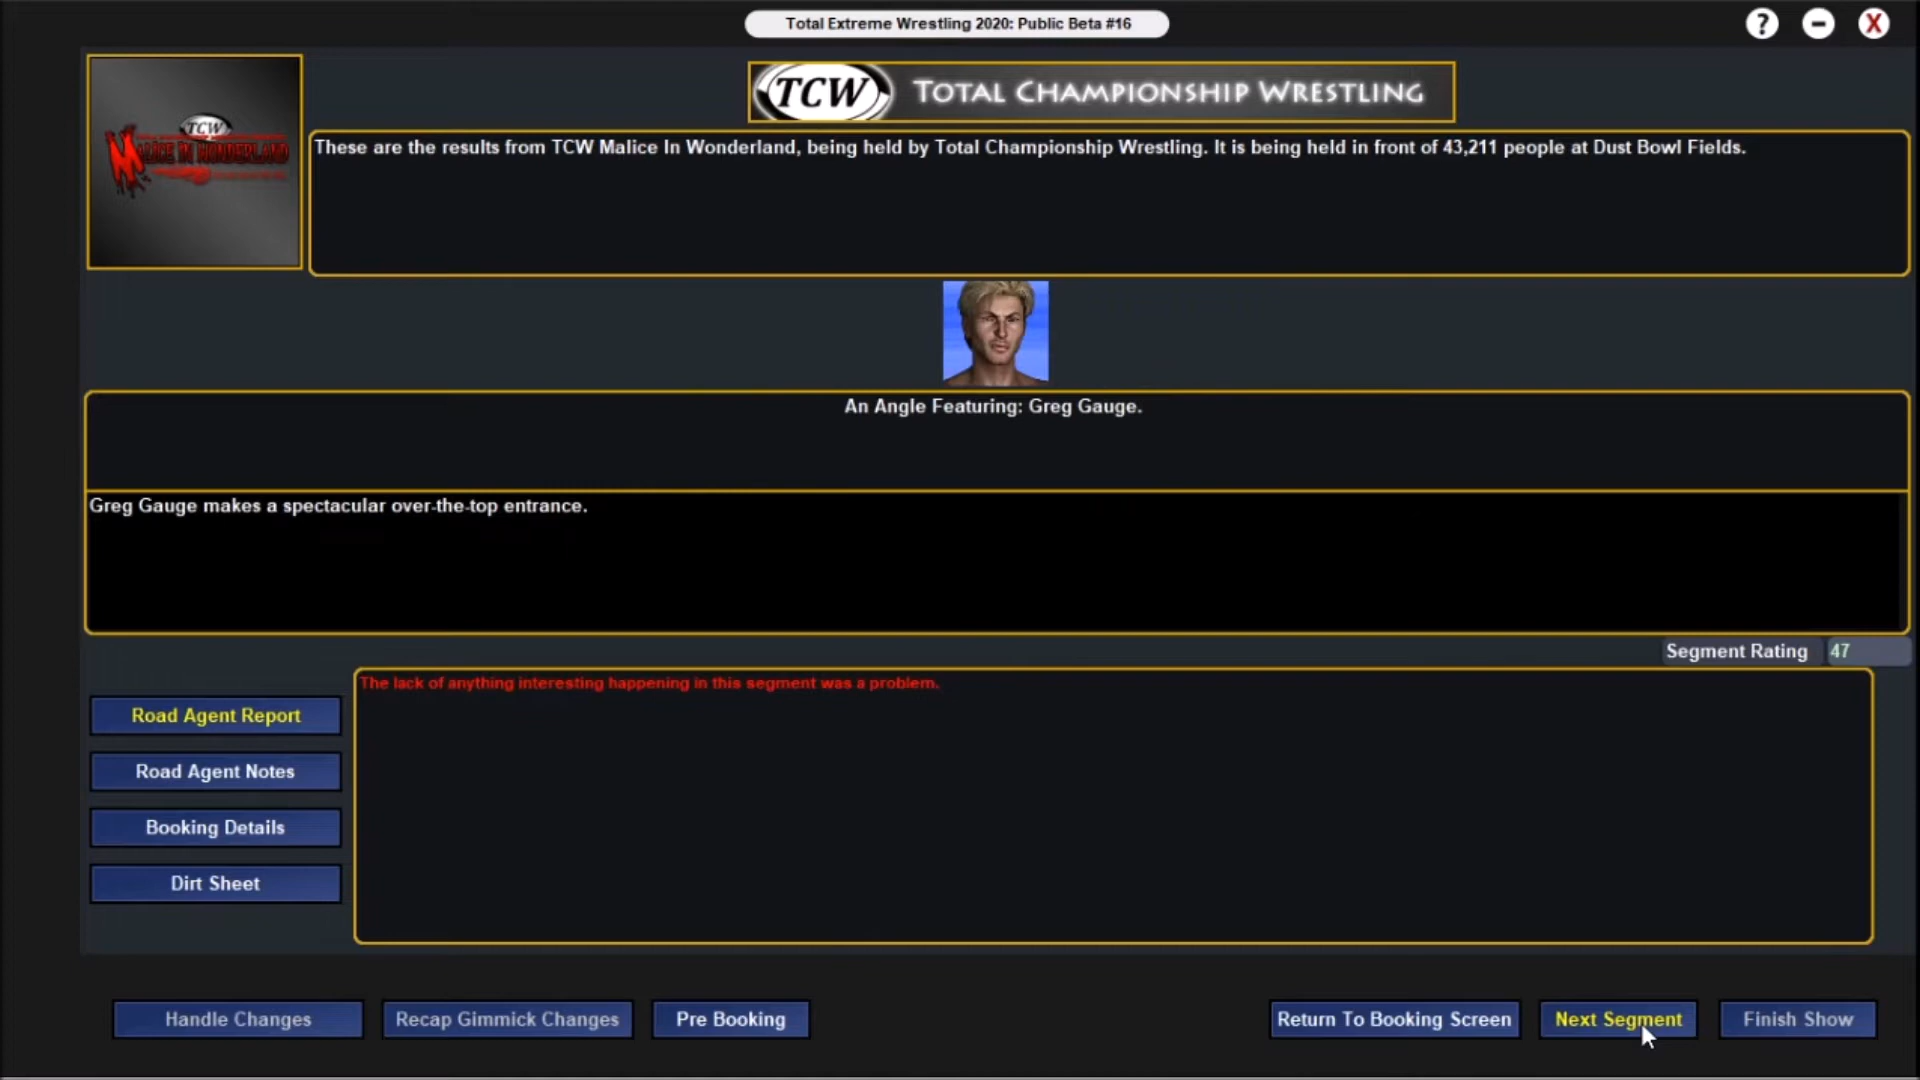 Total Extreme Wrestling 2020: Public Beta #16
?
X
TCW
TOTAL CHAMPIONSHIP WRESTLING
TCW
MALICE IN WONDERLAND
These are the results from TCW Malice In Wonderland, being held by Total Championship Wrestling. It is being held in front of 43,211 people at Dust Bowl Fields.
An Angle Featuring: Greg Gauge.
Greg Gauge makes a spectacular over-the-top entrance.
Segment Rating 47
The lack of anything interesting happening in this segment was a problem.
Road Agent Report
Road Agent Notes
Booking Details
Dirt Sheet
Handle Changes
Recap Gimmick Changes
Pre Booking
Return To Booking Screen
Next Segment
Finish Show